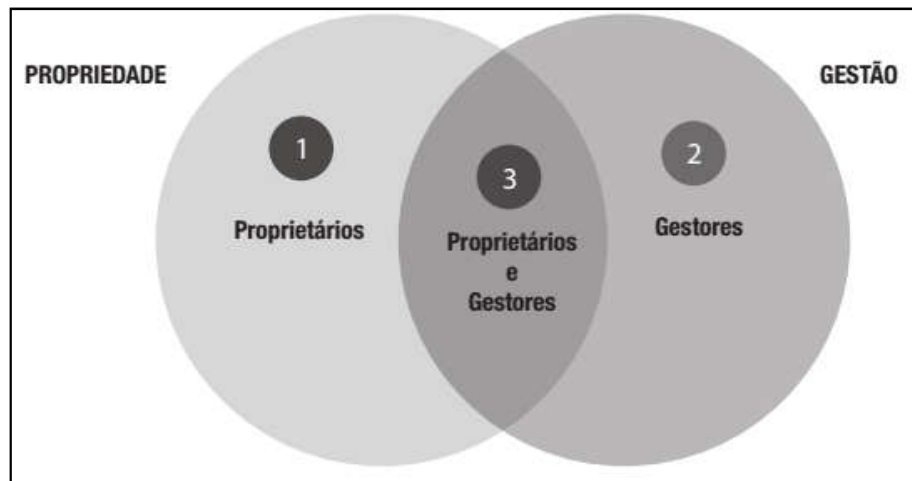 PROPRIEDADE
GESTÃO
1
Proprietários
3
Proprietários
e
Gestores
2
Gestores